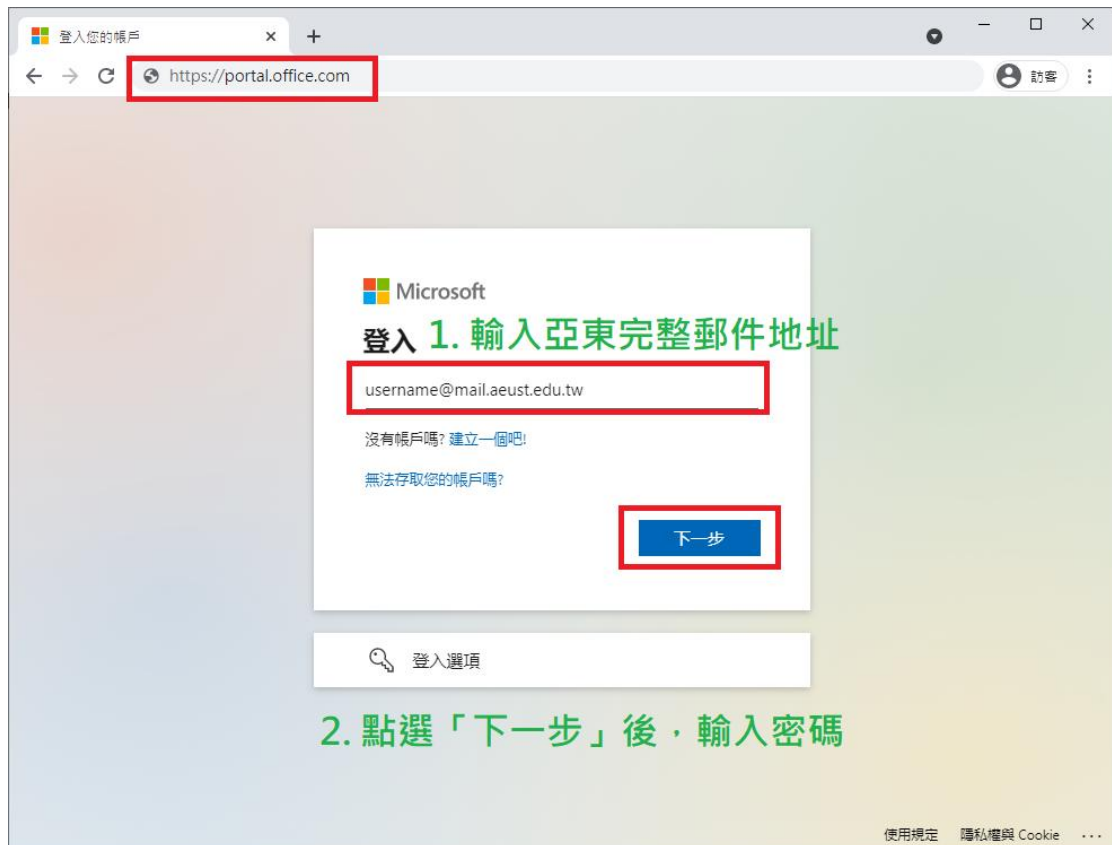 登入您的帳戶
https://portal.office.com
訪客
Microsoft
登入 1. 輸入亞東完整郵件地址
username@mail.aeust.edu.tw
沒有帳戶嗎? 建立一個吧!
無法存取您的帳戶嗎?
下一步
登入選項
2. 點選「下一步」後，輸入密碼
使用規定 隱私權與 Cookie ...